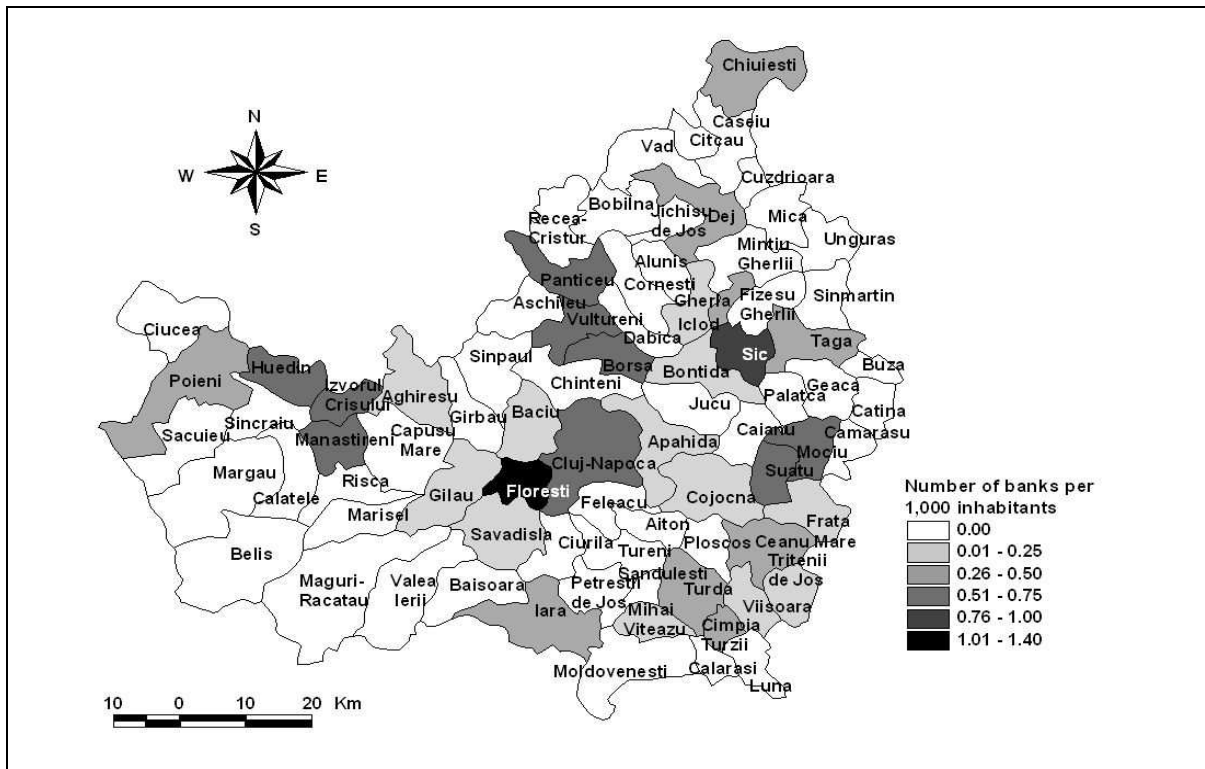 Chiuiesti
N
W
E
S
Caseiu
Citcau
Vad
Cuzdrioara
Bobilna
Jichisu
de Jos
Dej
Mica
Recea-
Cristur
Unguras
Mintiu
Gherlii
Alunis
Panticeu
Cornesti
Gherla
Fizesu
Gherlii
Sinmartin
Aschileu
Vultureni
Iclod
Ciucea
Dabica
Taga
Sinpaul
Sic
Huedin
Borsa
Bontida
Buza
Poieni
Chinteni
Geaca
Izvorul
Crisului
Aghiresu
Palatca
Jucu
Catina
Baciu
Girbau
Sincraiu
Sacuieu
Capusu
Mare
Manastireni
Apahida
Caianu
Camarasu
Mociu
Margau
Cluj-Napoca
Suatu
Risca
Calatele
Gilau
Floresti
Cojocna
Feleacu
Marisel
Aiton
Frata
Savadisla
Ciurila
Ploscos
Ceanu
Mare
Belis
Tureni
Tritenii
de Jos
Sandulesti
Maguri-
Racatau
Valea
Ierii
Baisoara
Petrestii
de Jos
Turda
Iara
Mihai
Viteazu
Viisoara
Cimpia
Turzii
Moldovenesti
Calarasi
Luna
Number of banks per
1,000 inhabitants
0.00
0.01 - 0.25
0.26 - 0.50
0.51 - 0.75
0.76 - 1.00
1.01 - 1.40
10 0 10 20 Km